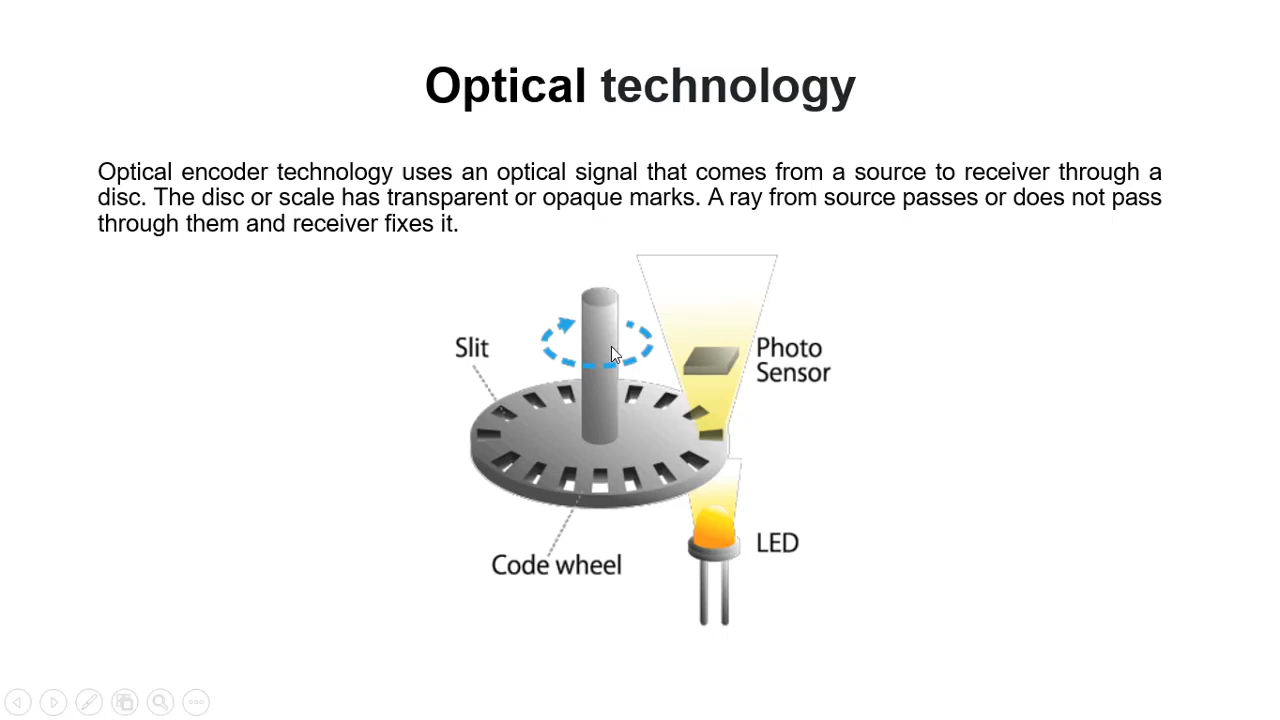 Optical technology
Optical encoder technology uses an optical signal that comes from a source to receiver through a
disc. The disc or scale has transparent or opaque marks. A ray from source passes or does not pass
through them and receiver fixes it.
Slit
Photo
Sensor
LED
Code wheel